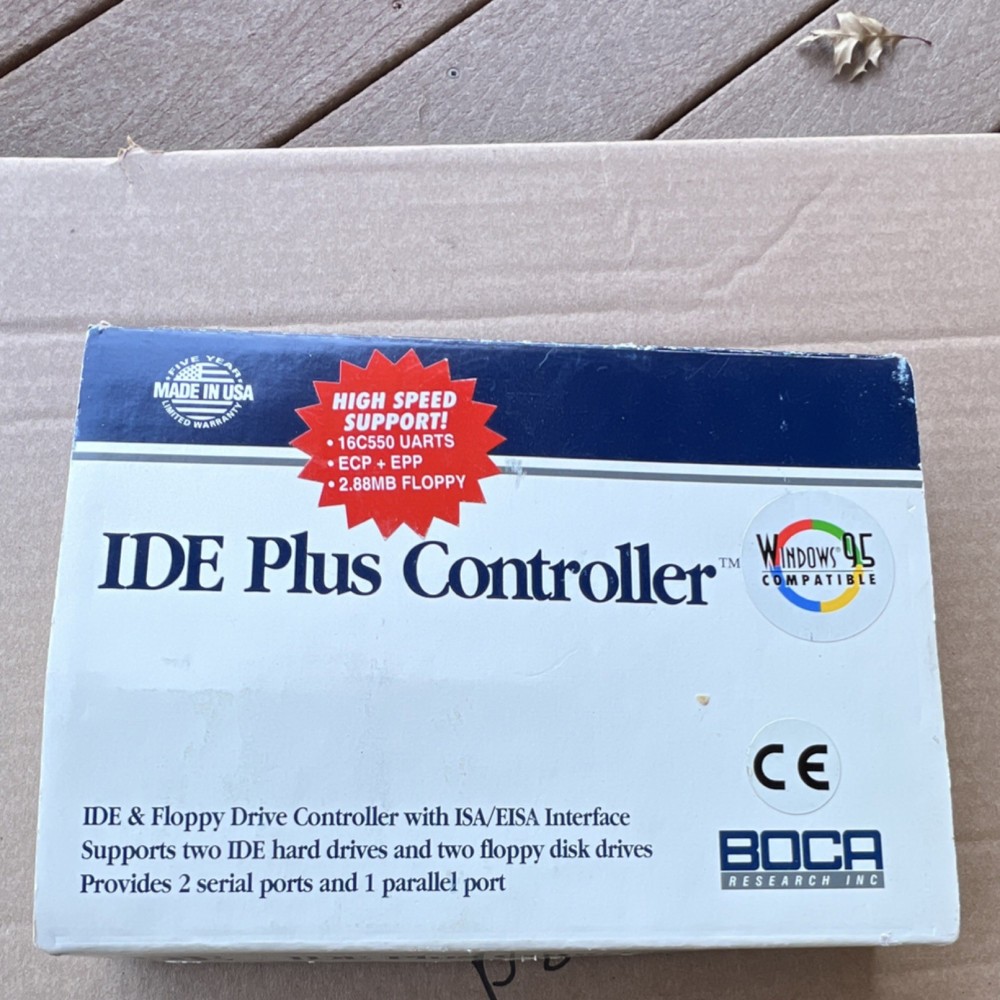 FIVE YEAR
MADE IN USA
LIMITED WARRANTY
HIGH SPEED
SUPPORT!
• 16C550 UARTS
• ECP + EPP
• 2.88MB FLOPPY
IDE Plus Controller™
WINDOWS® 95
COMPATIBLE
CE
IDE & Floppy Drive Controller with ISA/EISA Interface
Supports two IDE hard drives and two floppy disk drives
Provides 2 serial ports and 1 parallel port
BOCA
RESEARCH INC